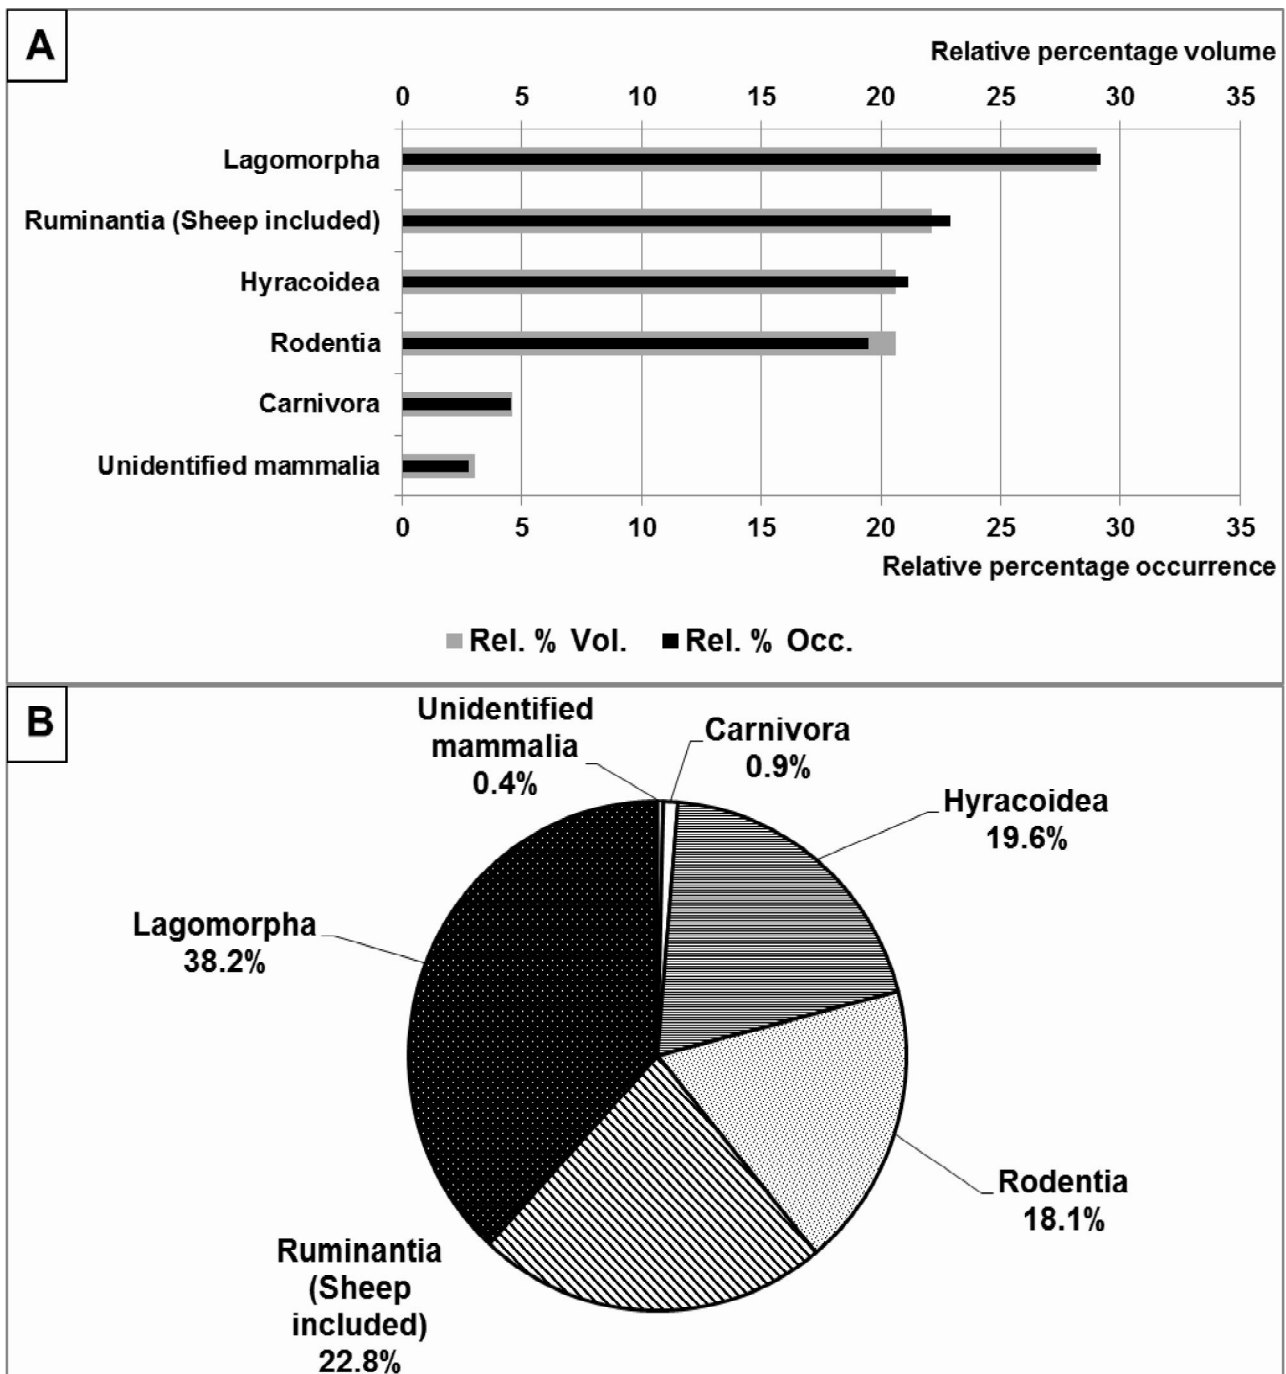 A
Relative percentage volume
0 5 10 15 20 25 30 35
Lagomorpha
Ruminantia (Sheep included)
Hyracoidea
Rodentia
Carnivora
Unidentified mammalia
0 5 10 15 20 25 30 35
Relative percentage occurrence
Rel. % Vol. Rel. % Occ.
B
Unidentified
mammalia
0.4%
Carnivora
0.9%
Hyracoidea
19.6%
Lagomorpha
38.2%
Rodentia
18.1%
Ruminantia
(Sheep
included)
22.8%